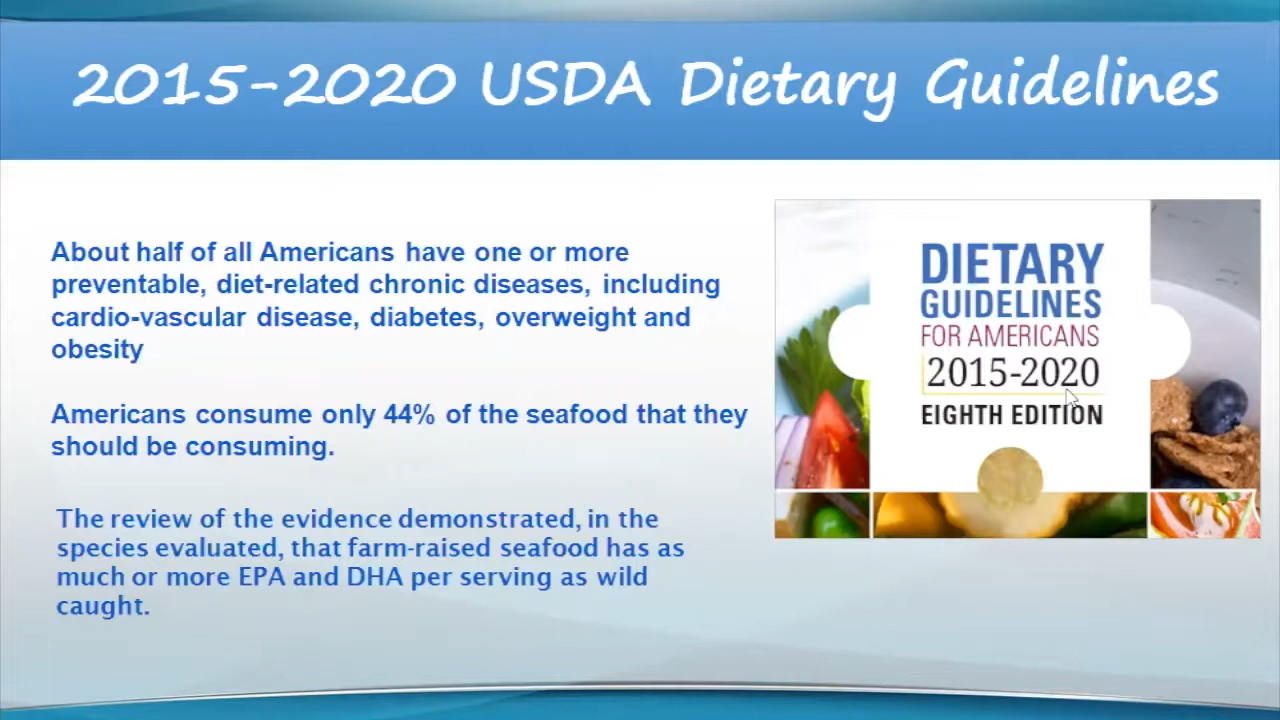 2015-2020 USDA Dietary Guidelines
About half of all Americans have one or more
preventable, diet-related chronic diseases, including
cardio-vascular disease, diabetes, overweight and
obesity
Americans consume only 44% of the seafood that they
should be consuming.
The review of the evidence demonstrated, in the
species evaluated, that farm-raised seafood has as
much or more EPA and DHA per serving as wild
caught.
DIETARY
GUIDELINES
FOR AMERICANS
2015-2020
EIGHTH EDITION